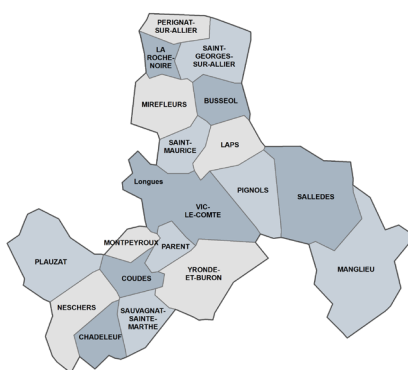 PERIGNAT-
SUR-ALLIER
LA
ROCHE-
NOIRE
SAINT-
GEORGES-
SUR-ALLIER
MIREFLEURS
BUSSEOL
SAINT-
MAURICE
LAPS
Longues
PIGNOLS
SALLEDES
VIC-
LE-COMTE
MONTPEYROUX
PARENT
PLAUZAT
YRONDE-
ET-BURON
MANGLIEU
COUDES
NESCHERS
SAUVAGNAT-
SAINTE-
MARTHE
CHADELEUF